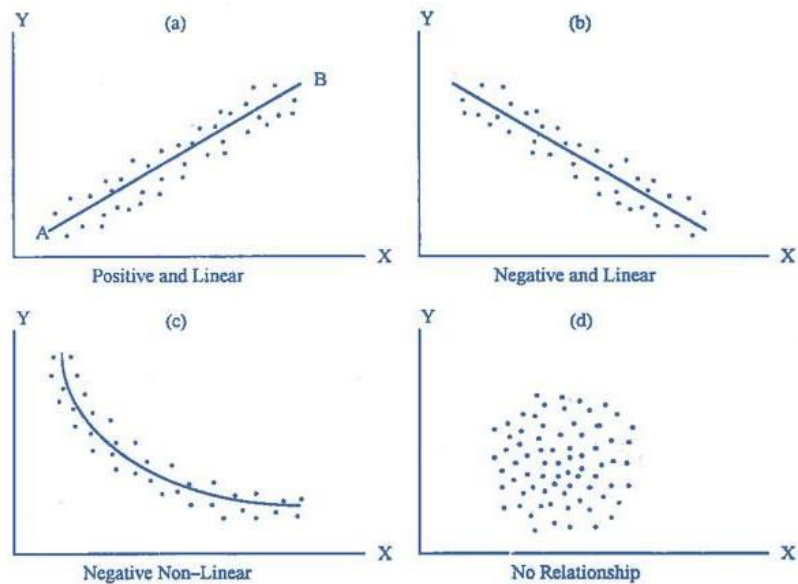 Y
(a)
B
A
X
Positive and Linear
Y
(b)
X
Negative and Linear
Y
(c)
X
Negative Non-Linear
Y
(d)
X
No Relationship